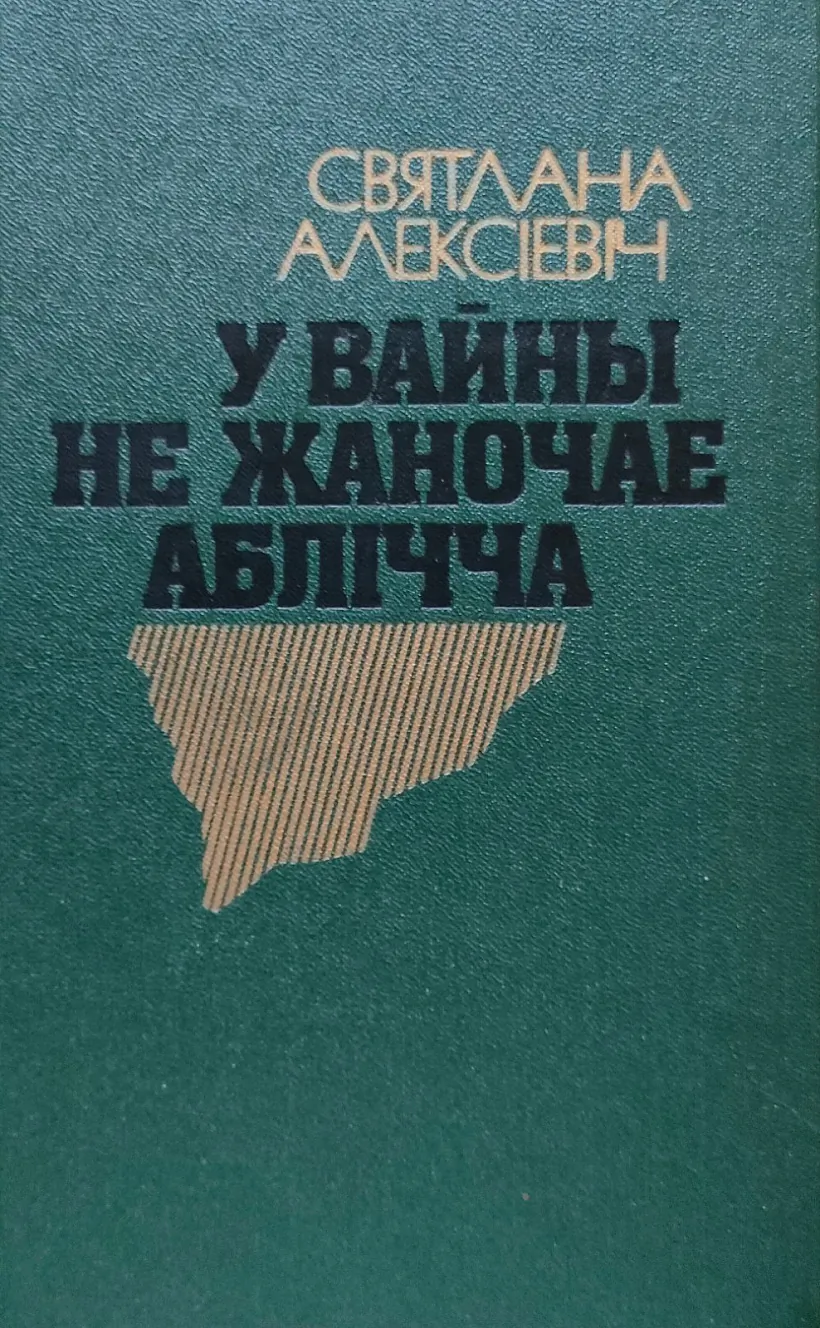 СВЯТЛАНА
АЛЕКСІЕВІЧ
У ВАЙНЫ
НЕ ЖАНОЧАЕ
АБЛІЧЧА